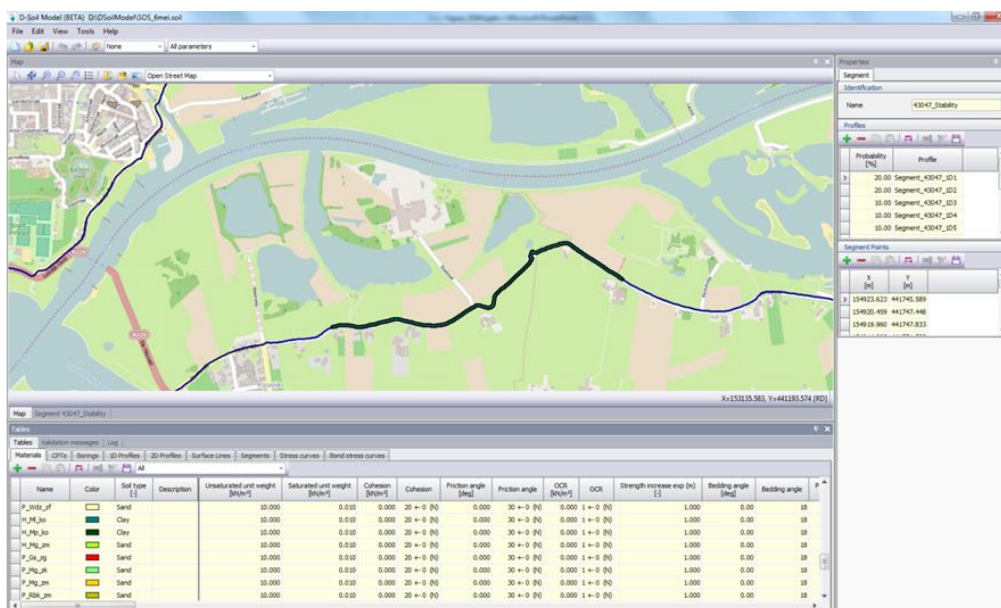 D-Soil Model (BETA) D:\DSoilModel\SOS_6mei.soil
File Edit View Tools Help
None All parameters
Map
Open Street Map
X=153135.583, Y=441193.574 [RD]
Map Segment 43047_Stability
Properties
Segment
Identification
Name 43047_Stability
Profiles
Probability [%] Profile
20.00 Segment_43047_1D1
20.00 Segment_43047_1D2
10.00 Segment_43047_1D3
10.00 Segment_43047_1D4
10.00 Segment_43047_1D5
Segment Points
X [m] Y [m]
154923.623 441745.589
154920.459 441747.448
154919.960 441747.833
Tables
Tables Validation messages Log
Materials CPTs Borings 1D Profiles 2D Profiles Surface Lines Segments Stress curves Bond stress curves
All
Name Color Soil type [-] Description Unsaturated unit weight [kN/m³] Saturated unit weight [kN/m³] Cohesion [kN/m²] Cohesion Friction angle [deg] Friction angle OCR [kN/m²] OCR Strength increase exp (m) [-] Bedding angle [deg] Bedding angle P
P_Wdz_zf Sand 10.000 0.010 0.000 20 +- 0 (N) 0.000 30 +- 0 (N) 0.000 1 +- 0 (N) 1.000 0.00 18
H_Ml_ko Clay 10.000 0.010 0.000 20 +- 0 (N) 0.000 30 +- 0 (N) 0.000 1 +- 0 (N) 1.000 0.00 18
H_Mp_ko Clay 10.000 0.010 0.000 20 +- 0 (N) 0.000 30 +- 0 (N) 0.000 1 +- 0 (N) 1.000 0.00 18
H_Mg_zm Sand 10.000 0.010 0.000 20 +- 0 (N) 0.000 30 +- 0 (N) 0.000 1 +- 0 (N) 1.000 0.00 18
P_Gs_zg Sand 10.000 0.010 0.000 20 +- 0 (N) 0.000 30 +- 0 (N) 0.000 1 +- 0 (N) 1.000 0.00 18
P_Mg_zk Sand 10.000 0.010 0.000 20 +- 0 (N) 0.000 30 +- 0 (N) 0.000 1 +- 0 (N) 1.000 0.00 18
P_Mg_zm Sand 10.000 0.010 0.000 20 +- 0 (N) 0.000 30 +- 0 (N) 0.000 1 +- 0 (N) 1.000 0.00 18
P_Rbk_zm Sand 10.000 0.010 0.000 20 +- 0 (N) 0.000 30 +- 0 (N) 0.000 1 +- 0 (N) 1.000 0.00 18